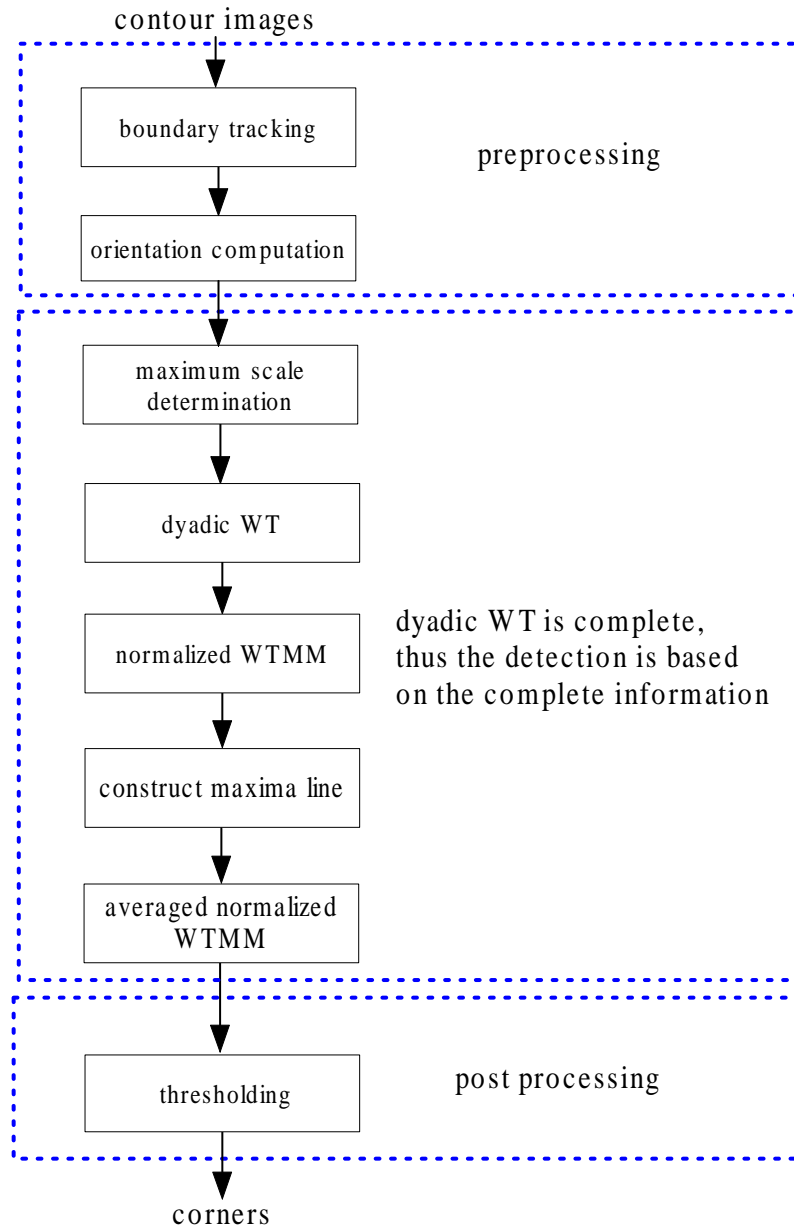 contour images
boundary tracking
preprocessing
orientation computation
maximum scale
determination
dyadic WT
normalized WTMM
dyadic WT is complete,
thus the detection is based
on the complete information
construct maxima line
averaged normalized
WTMM
thresholding
post processing
corners